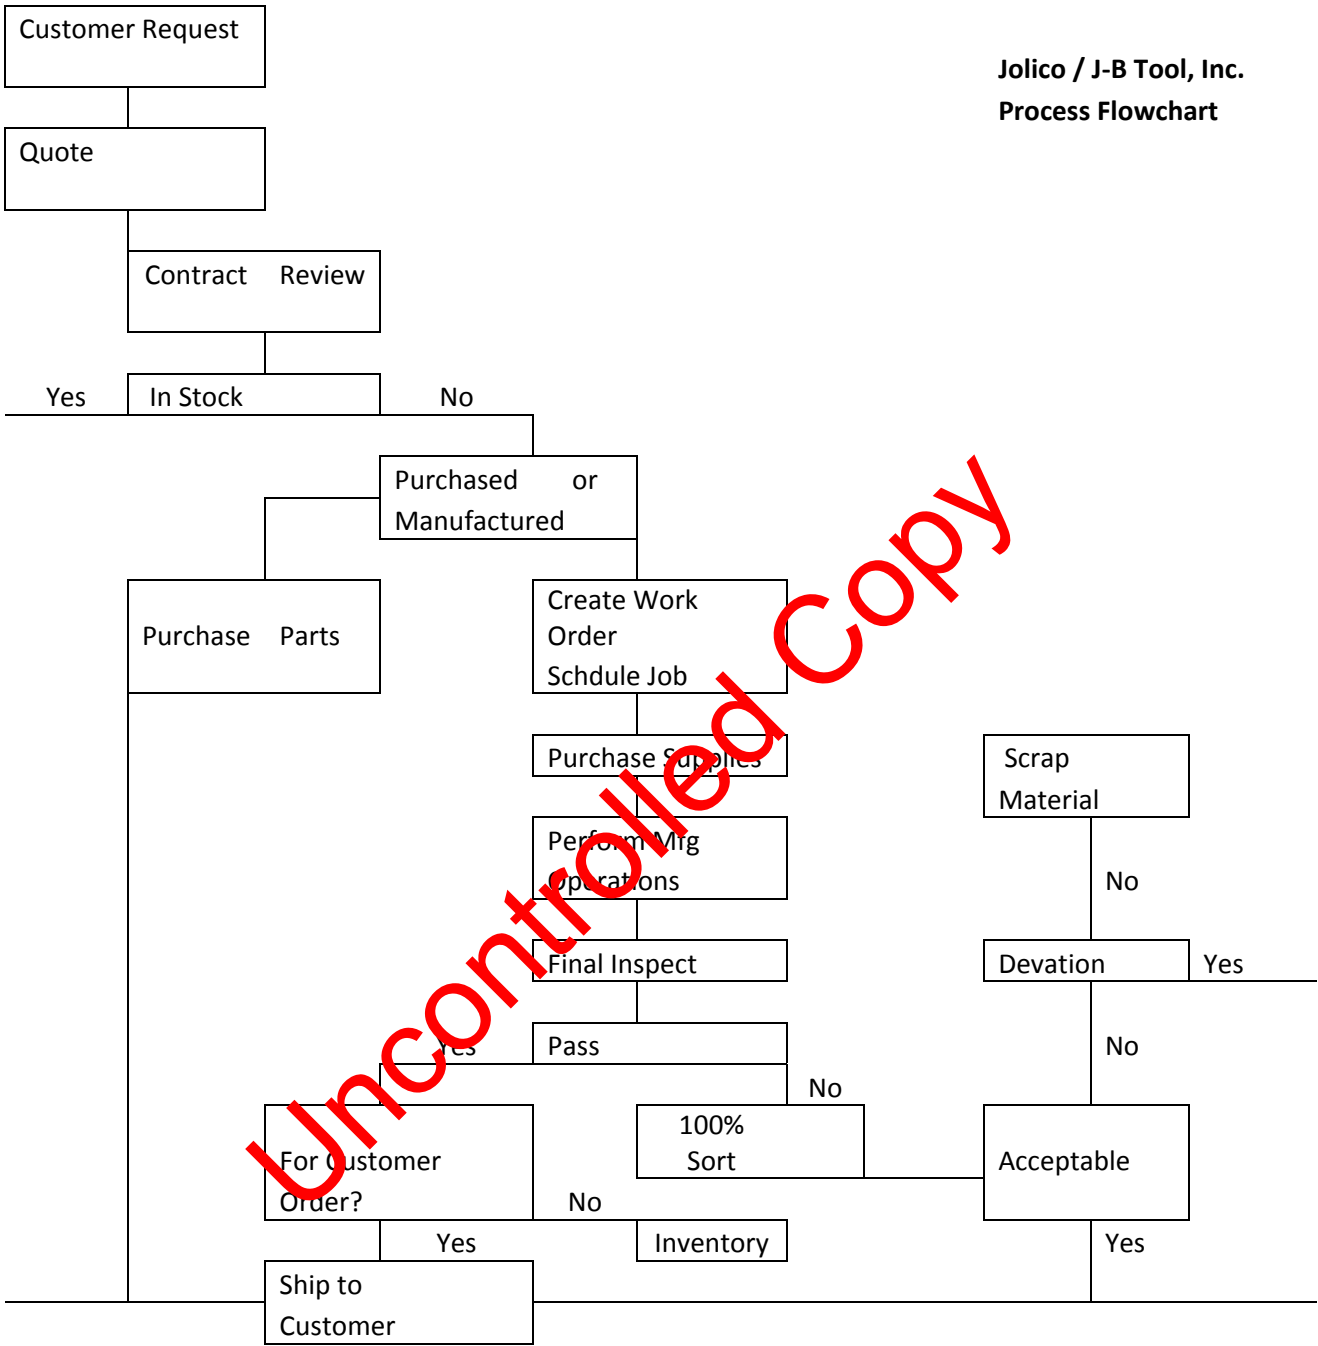 Customer Request
Jolico / J-B Tool, Inc.
Process Flowchart
Quote
Contract Review
Yes
In Stock
No
Purchased or
Manufactured
Purchase Parts
Create Work
Order
Schdule Job
Purchase Supplies
Scrap
Material
Perform Mfg
Operations
No
Final Inspect
Devation
Yes
Yes
Pass
No
No
100%
Sort
For Customer
Order?
Acceptable
No
Yes
Inventory
Yes
Ship to
Customer
Uncontrolled Copy